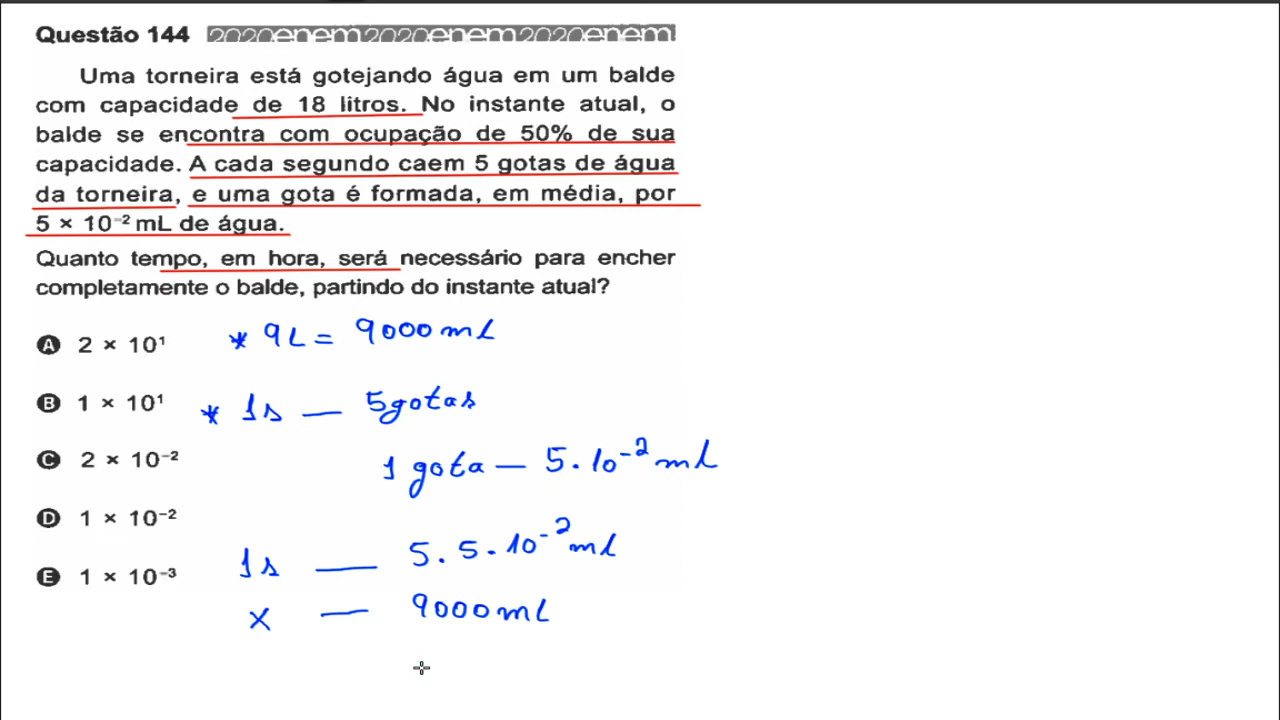 Questão 144 2020enem2020enem2020enem
Uma torneira está gotejando água em um balde
com capacidade de 18 litros. No instante atual, o
balde se encontra com ocupação de 50% de sua
capacidade. A cada segundo caem 5 gotas de água
da torneira, e uma gota é formada, em média, por
5 × 10⁻² mL de água.
Quanto tempo, em hora, será necessário para encher
completamente o balde, partindo do instante atual?
A 2 × 10¹
* 9L = 9000 ml
B 1 × 10¹
* 1s — 5gotas
C 2 × 10⁻²
1 gota — 5.10⁻² ml
D 1 × 10⁻²
1s — 5.5.10⁻² ml
E 1 × 10⁻³
x — 9000 ml